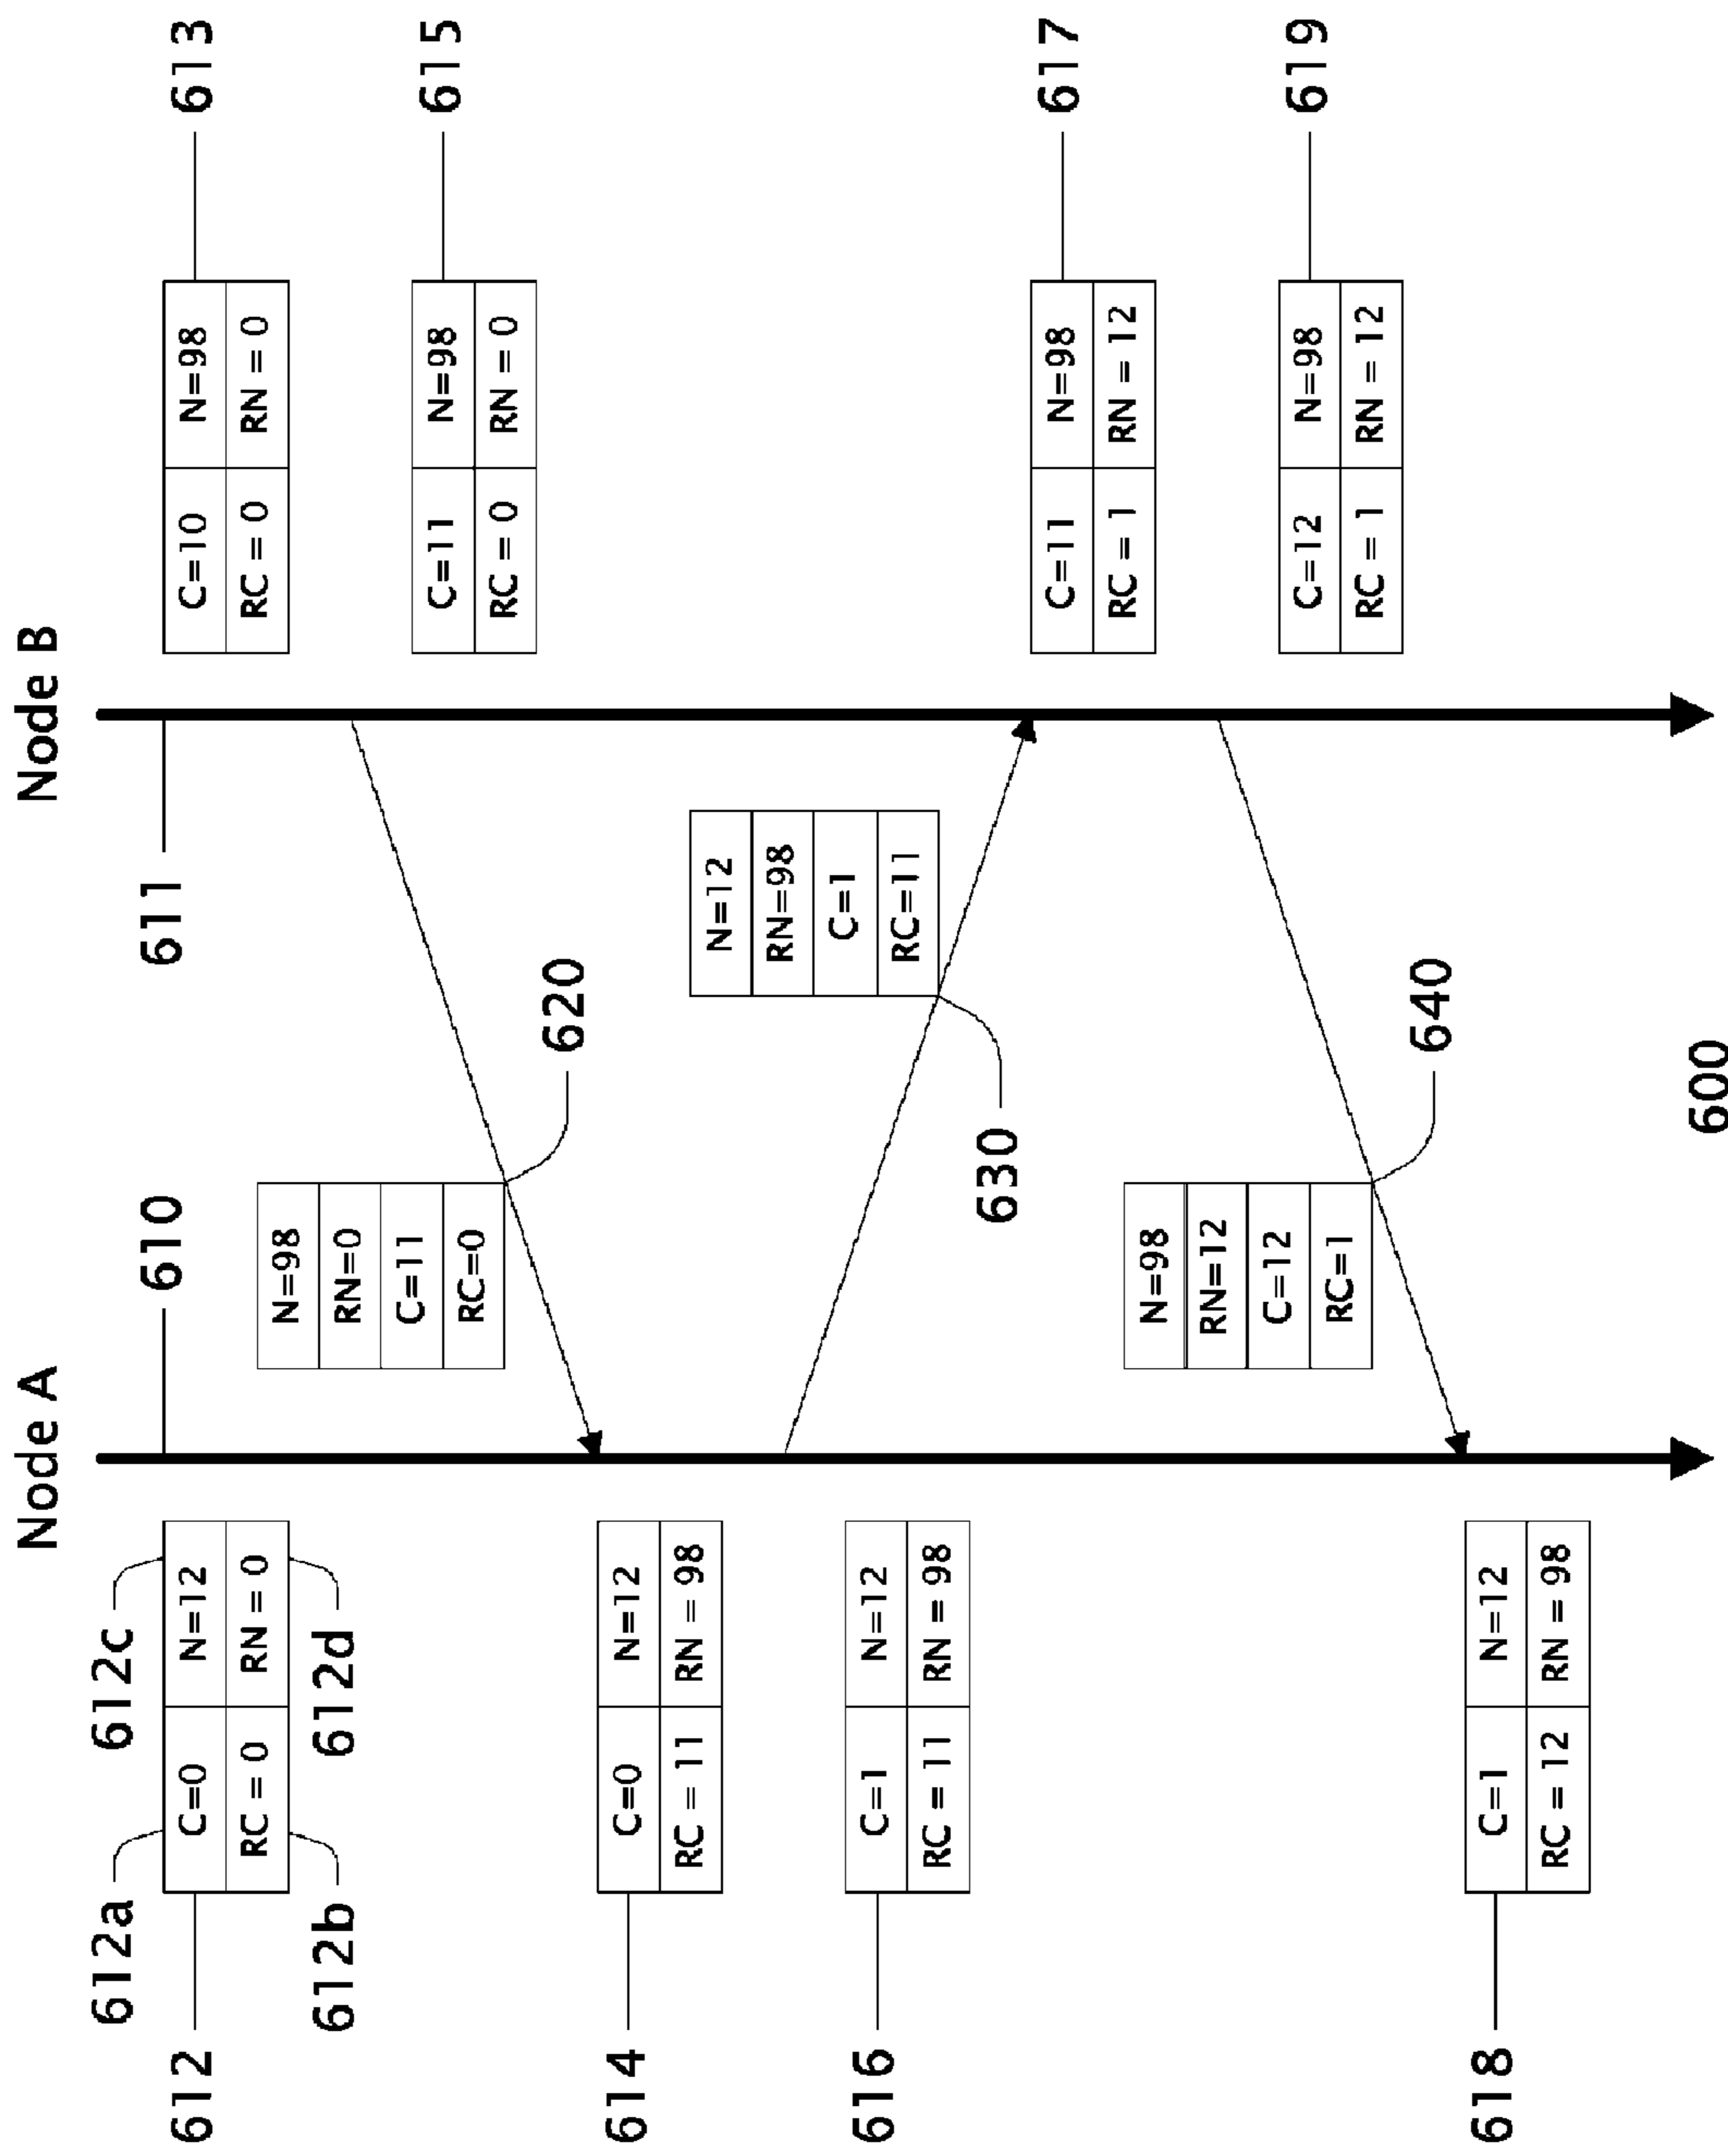 Node A
Node B
612a
612c
610
611
612
C=0
N=12
RC = 0
RN = 0
612b
612d
C=10
N=98
RC = 0
RN = 0
613
N=98
RN=0
C=11
RC=0
620
C=11
N=98
RC = 0
RN = 0
615
614
C=0
N=12
RC = 11
RN = 98
N=12
RN=98
C=1
RC=11
630
616
C=1
N=12
RC = 11
RN = 98
C=11
N=98
RC = 1
RN = 12
617
N=98
RN=12
C=12
RC=1
640
C=12
N=98
RC = 1
RN = 12
619
618
C=1
N=12
RC = 12
RN = 98
600